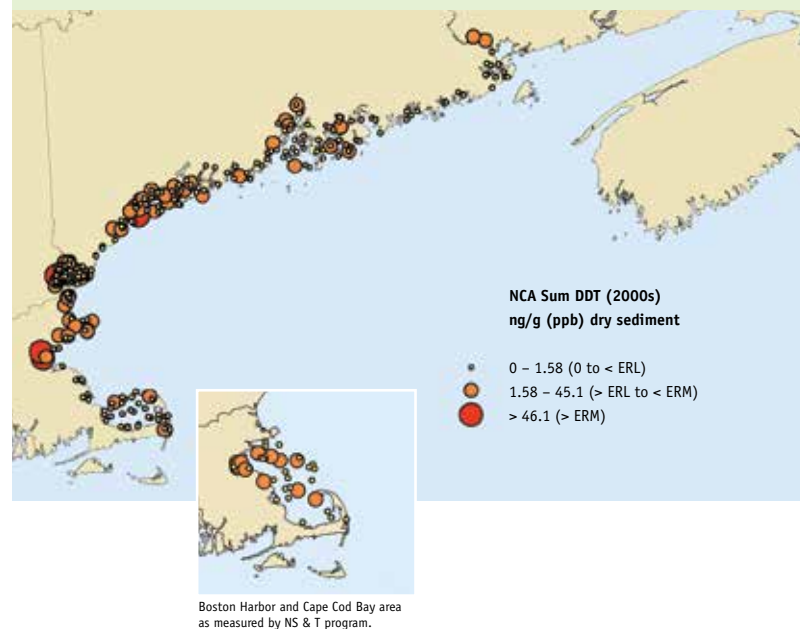 NCA Sum DDT (2000s)
ng/g (ppb) dry sediment
0 – 1.58 (0 to < ERL)
1.58 – 45.1 (> ERL to < ERM)
> 46.1 (> ERM)
Boston Harbor and Cape Cod Bay area
as measured by NS & T program.